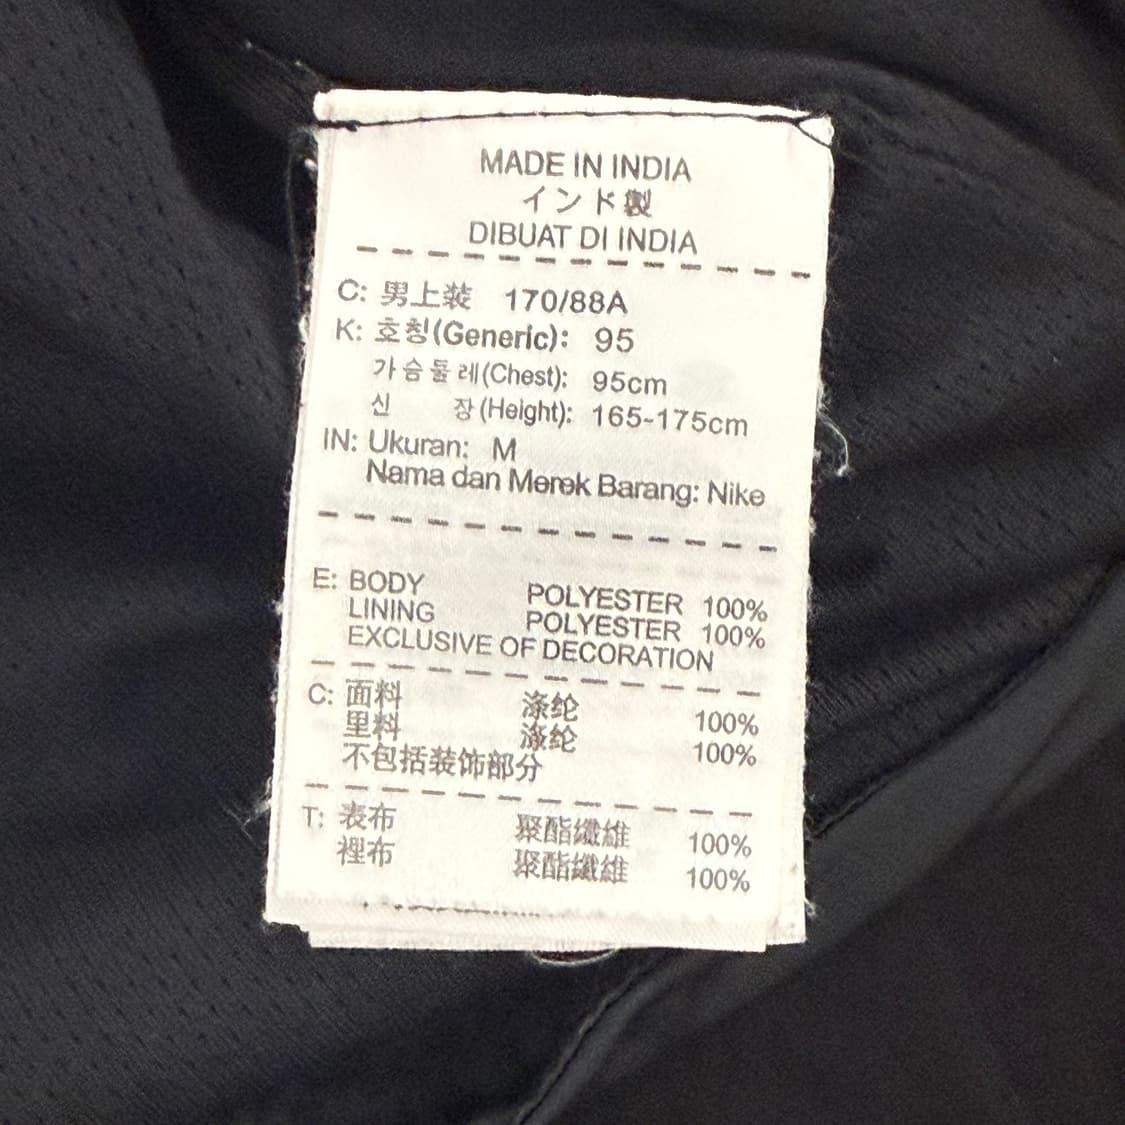 MADE IN INDIA
インド製
DIBUAT DI INDIA
C: 男上装 170/88A
K: 호칭(Generic): 95
가슴둘레(Chest): 95cm
신 장(Height): 165-175cm
IN: Ukuran: M
Nama dan Merek Barang: Nike
E: BODY POLYESTER 100%
LINING POLYESTER 100%
EXCLUSIVE OF DECORATION
C: 面料 涤纶 100%
里料 涤纶 100%
不包括装饰部分
T: 表布 聚酯纖維 100%
裡布 聚酯纖維 100%